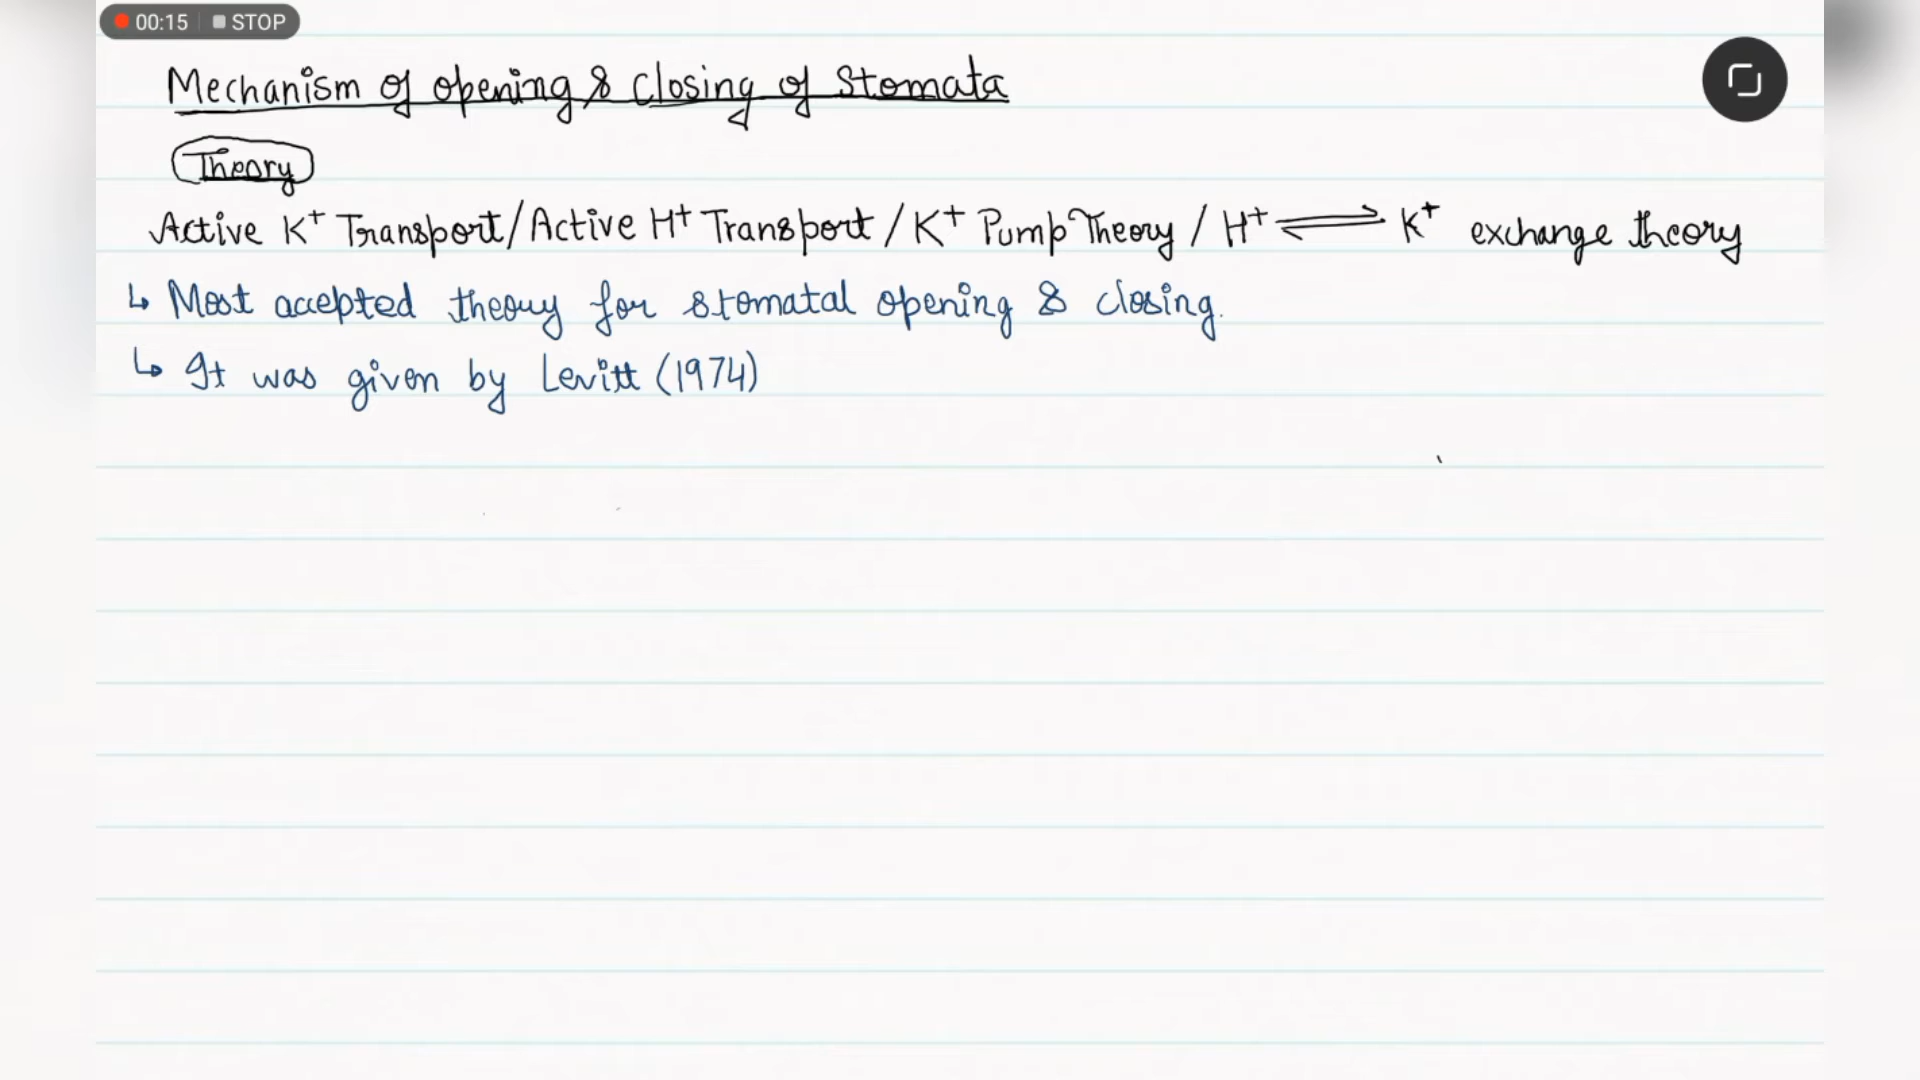 00:15 STOP
Mechanism of opening & Closing of Stomata
Theory
Active K⁺ Transport/Active H⁺ Transport / K⁺ Pump Theory / H⁺ ⇌ K⁺ exchange theory
↳ Most accepted theory for stomatal opening & closing.
↳ It was given by Levitt (1974)